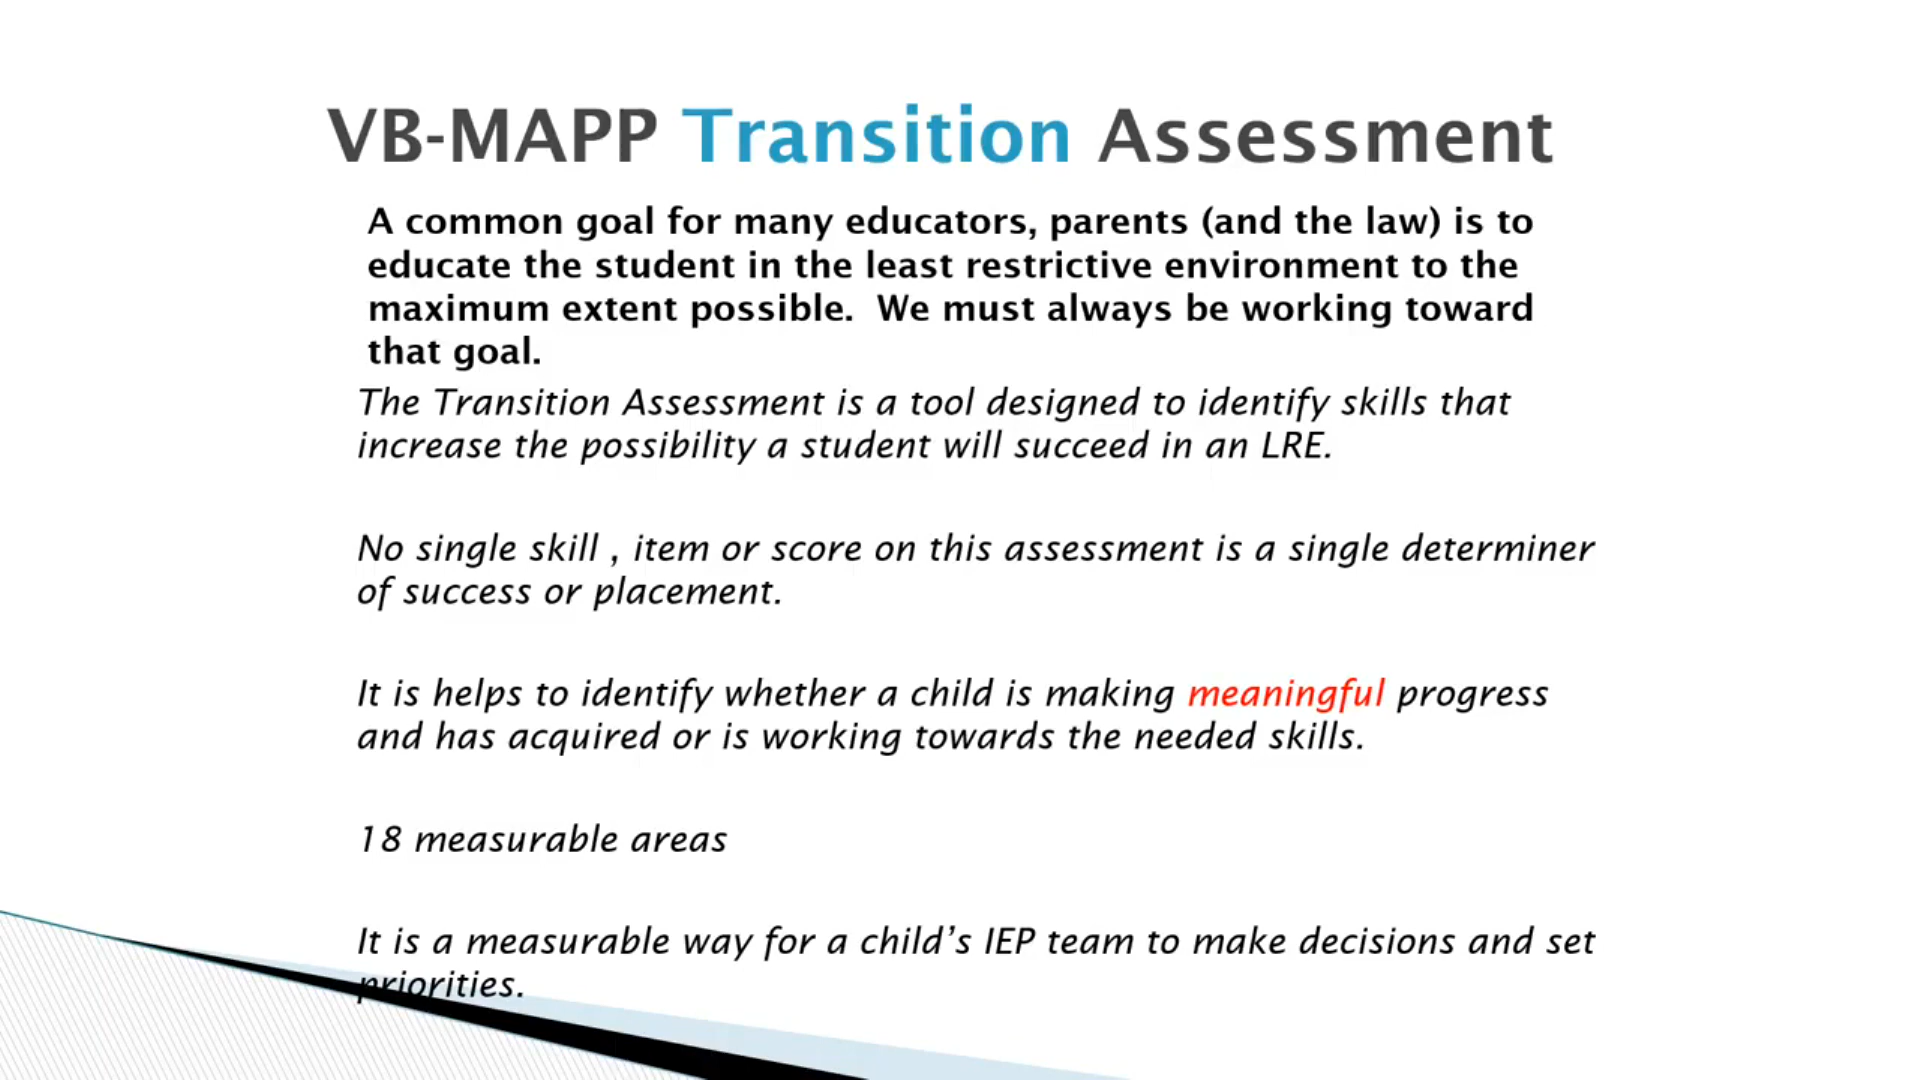 VB-MAPP Transition Assessment
A common goal for many educators, parents (and the law) is to
educate the student in the least restrictive environment to the
maximum extent possible.  We must always be working toward
that goal.
The Transition Assessment is a tool designed to identify skills that
increase the possibility a student will succeed in an LRE.
No single skill , item or score on this assessment is a single determiner
of success or placement.
It is helps to identify whether a child is making meaningful progress
and has acquired or is working towards the needed skills.
18 measurable areas
It is a measurable way for a child’s IEP team to make decisions and set
priorities.